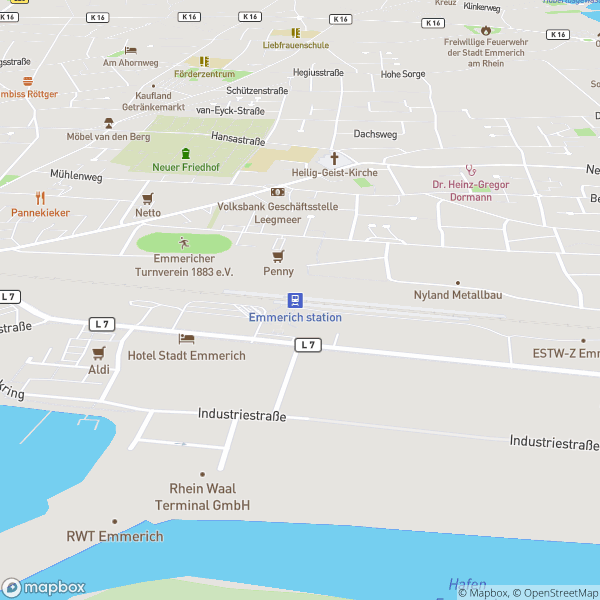 Kreuz
Klinkerweg
K 16
K 16
K 16
K 16
Liebfrauenschule
Freiwillige Feuerwehr
der Stadt Emmerich
am Rhein
Am Ahornweg
Förderzentrum
Hegiusstraße
Hohe Sorge
Kaufland
Getränkemarkt
Schützenstraße
mbiss Röttger
van-Eyck-Straße
Möbel van den Berg
Hansastraße
Dachsweg
Neuer Friedhof
Heilig-Geist-Kirche
Mühlenweg
Dr. Heinz-Gregor
Dormann
Pannekieker
Netto
Volksbank Geschäftsstelle
Leegmeer
Emmericher
Turnverein 1883 e.V.
Penny
Nyland Metallbau
L 7
Emmerich station
L 7
L 7
Hotel Stadt Emmerich
ESTW-Z Emm
Aldi
Industriestraße
Industriestraße
Rhein Waal
Terminal GmbH
RWT Emmerich
Hafen
mapbox
© Mapbox, © OpenStreetMap